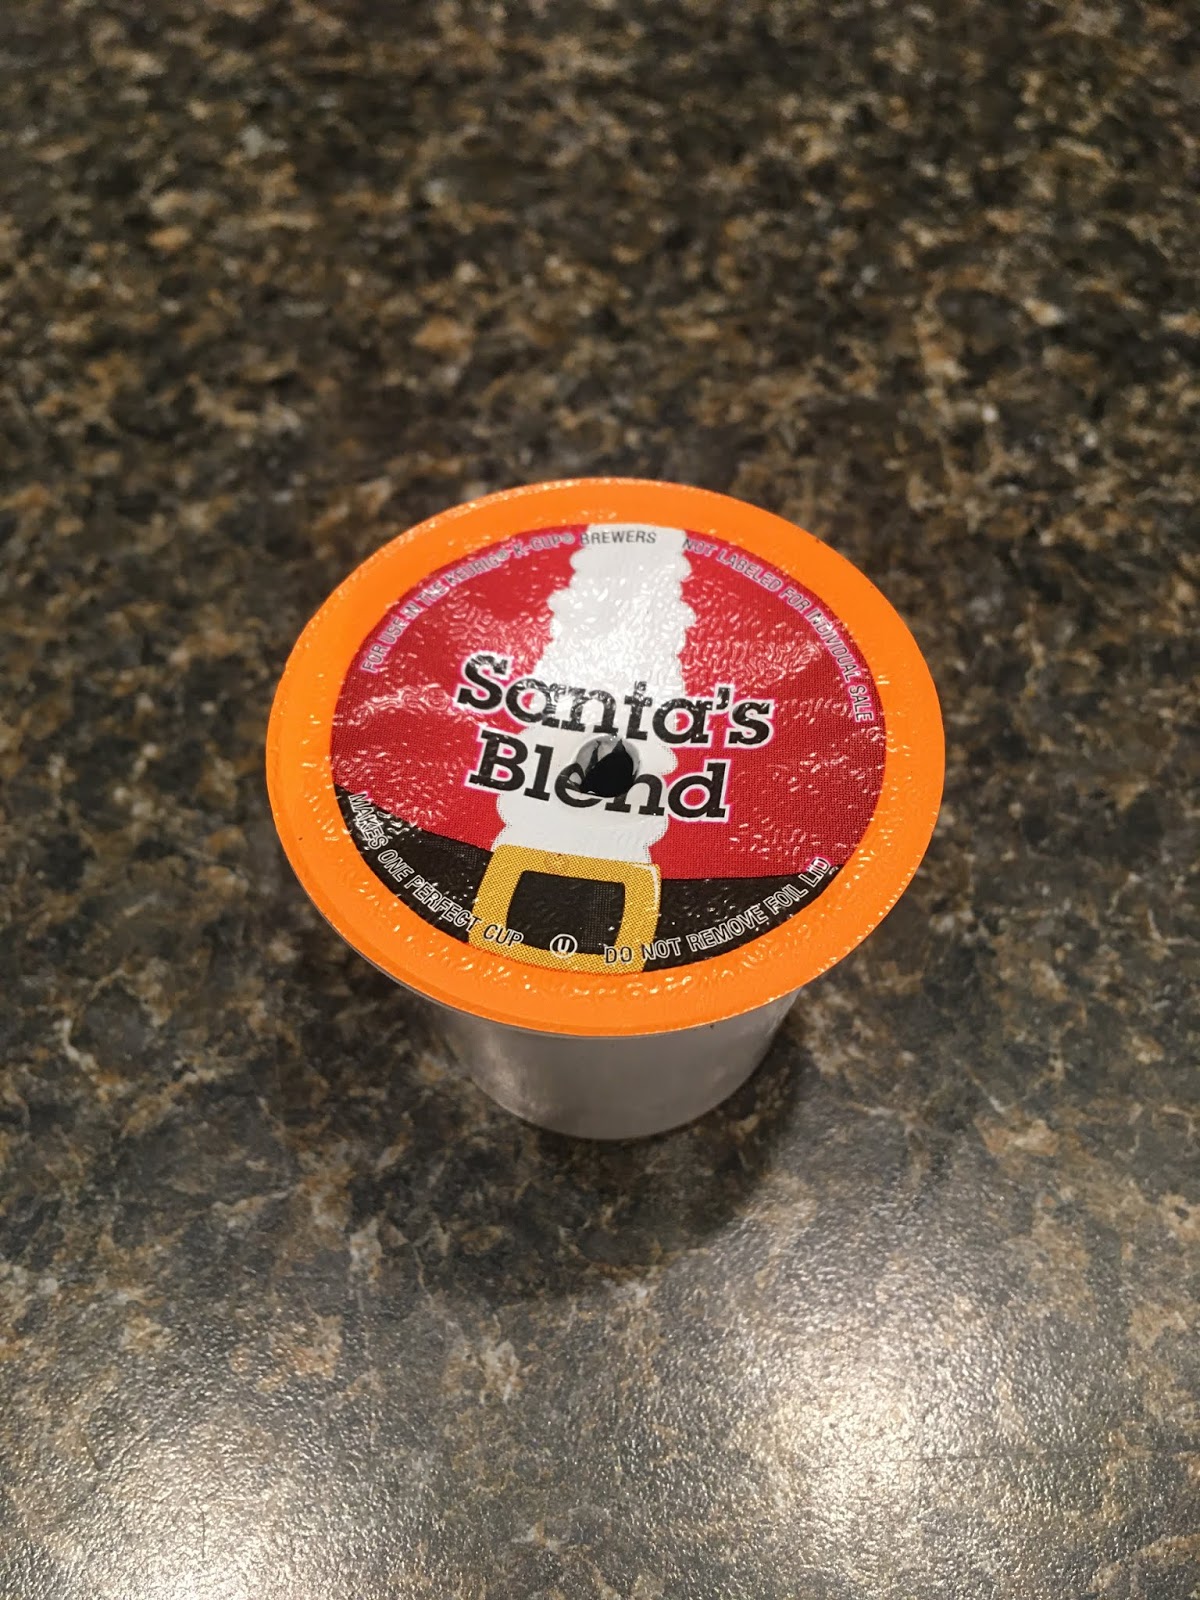 FOR USE IN THE KEURIG® K-CUP® BREWERS
NOT LABELED FOR INDIVIDUAL SALE
Santa's
Blend
MAKES ONE PERFECT CUP
U
DO NOT REMOVE FOIL LID